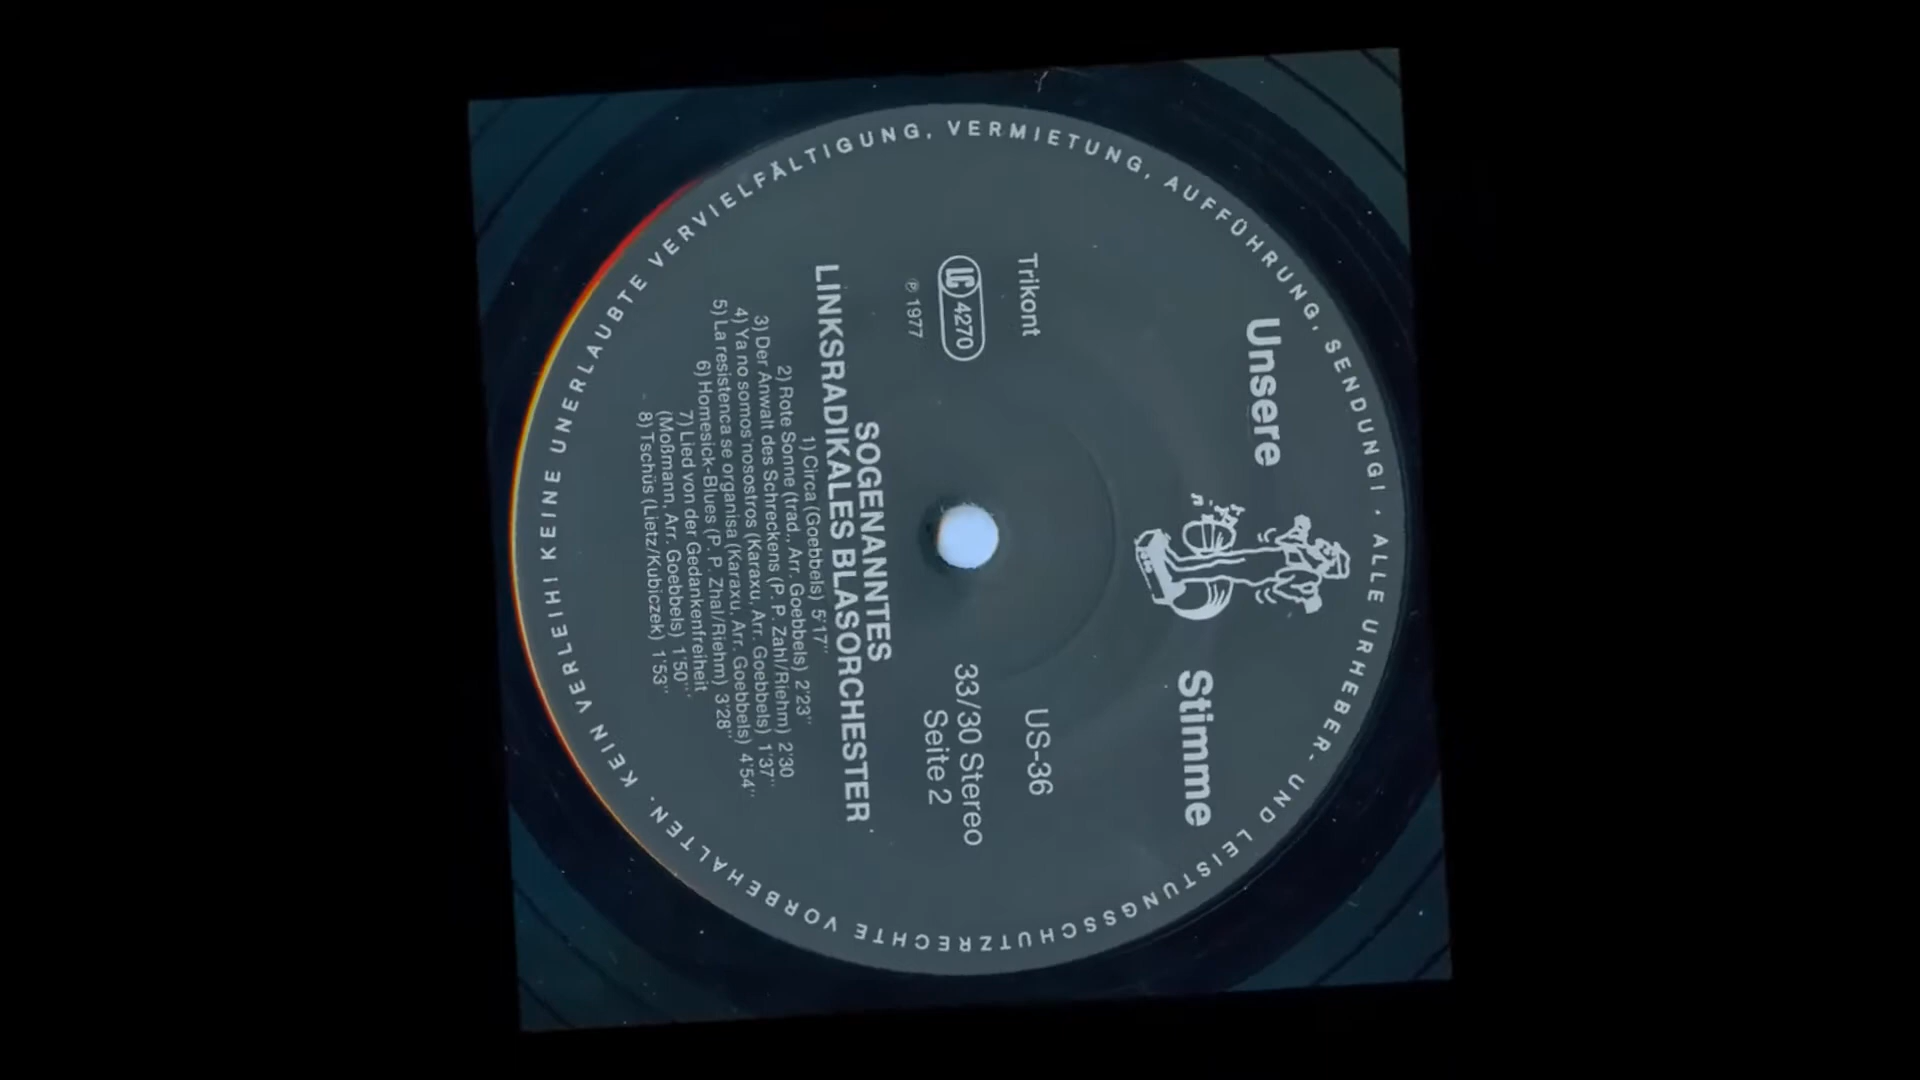 Unsere Stimme
Trikont
US-36
LC 4270
33/30 Stereo
℗ 1977
Seite 2
SOGENANNTES
LINKSRADIKALES BLASORCHESTER
1) Circa (Goebbels) 5'17''
2) Rote Sonne (trad., Arr. Goebbels) 2'23''
3) Der Anwalt des Schreckens (P. P. Zahl/Riehm) 2'30
4) Ya no somos nosostros (Karaxu, Arr. Goebbels) 1'37''
5) La resistenca se organisa (Karaxu, Arr. Goebbels) 4'54''
6) Homesick-Blues (P. P. Zhal/Riehm) 3'28''
7) Lied von der Gedankenfreiheit
(Moßmann, Arr. Goebbels) 1'50''
8) Tschüs (Lietz/Kubiczek) 1'53''
ALLE URHEBER- UND LEISTUNGSSCHUTZRECHTE VORBEHALTEN. KEIN VERLEIH! KEINE UNERLAUBTE VERVIELFÄLTIGUNG, VERMIETUNG, AUFFÜHRUNG, SENDUNG! ·